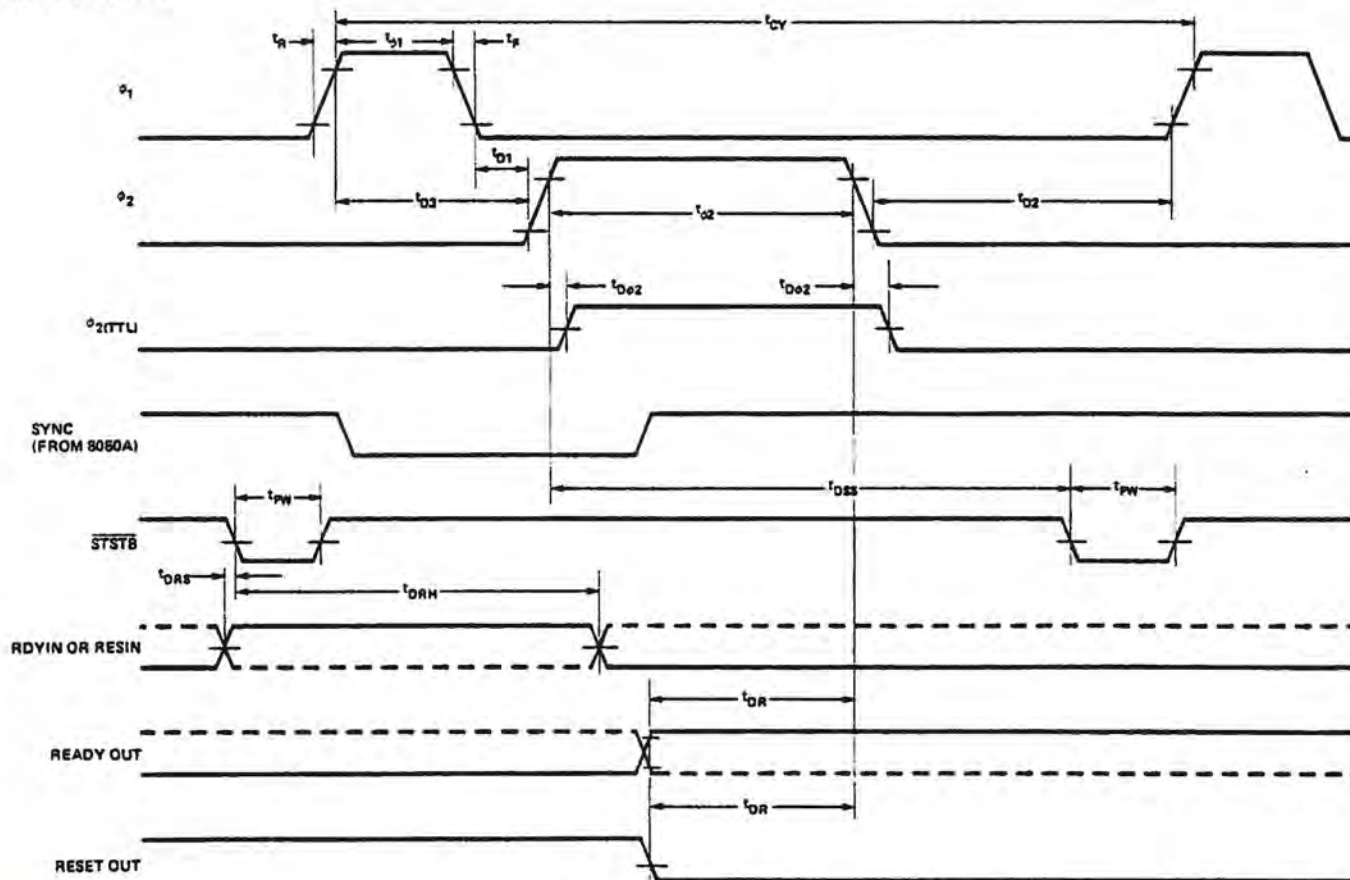 tCY
tR tφ1 tF
φ1
tD1
φ2
tD3 tφ2 tD2
tDφ2 tDφ2
φ2(TTL)
SYNC
(FROM 8080A)
tPW tDSS tPW
STSTB
tDRS
tDRH
RDYIN OR RESIN
tDR
READY OUT
tDR
RESET OUT